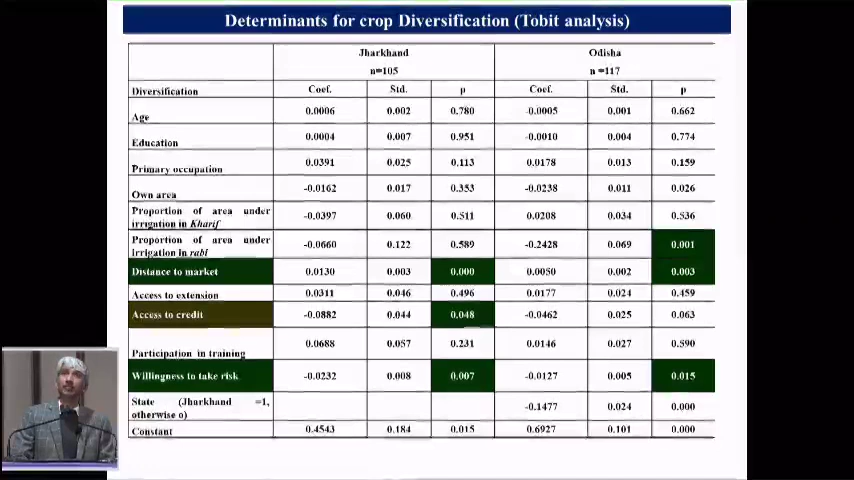 Determinants for crop Diversification (Tobit analysis)
Jharkhand Odisha
n=105 n =117
Diversification Coef. Std. p Coef. Std. p
Age 0.0006 0.002 0.780 -0.0005 0.001 0.662
Education 0.0004 0.007 0.951 -0.0010 0.004 0.774
Primary occupation 0.0391 0.025 0.113 0.0178 0.013 0.159
Own area -0.0162 0.017 0.353 -0.0238 0.011 0.026
Proportion of area under
irrigation in Kharif -0.0397 0.060 0.511 0.0208 0.034 0.536
Proportion of area under
irrigation in rabi -0.0660 0.122 0.589 -0.2428 0.069 0.001
Distance to market 0.0130 0.003 0.000 0.0050 0.002 0.003
Access to extension 0.0311 0.046 0.496 0.0177 0.024 0.459
Access to credit -0.0882 0.044 0.048 -0.0462 0.025 0.063
Participation in training 0.0688 0.057 0.231 0.0146 0.027 0.590
Willingness to take risk -0.0232 0.008 0.007 -0.0127 0.005 0.015
State (Jharkhand =1,
otherwise 0) -0.1477 0.024 0.000
Constant 0.4543 0.184 0.015 0.6927 0.101 0.000